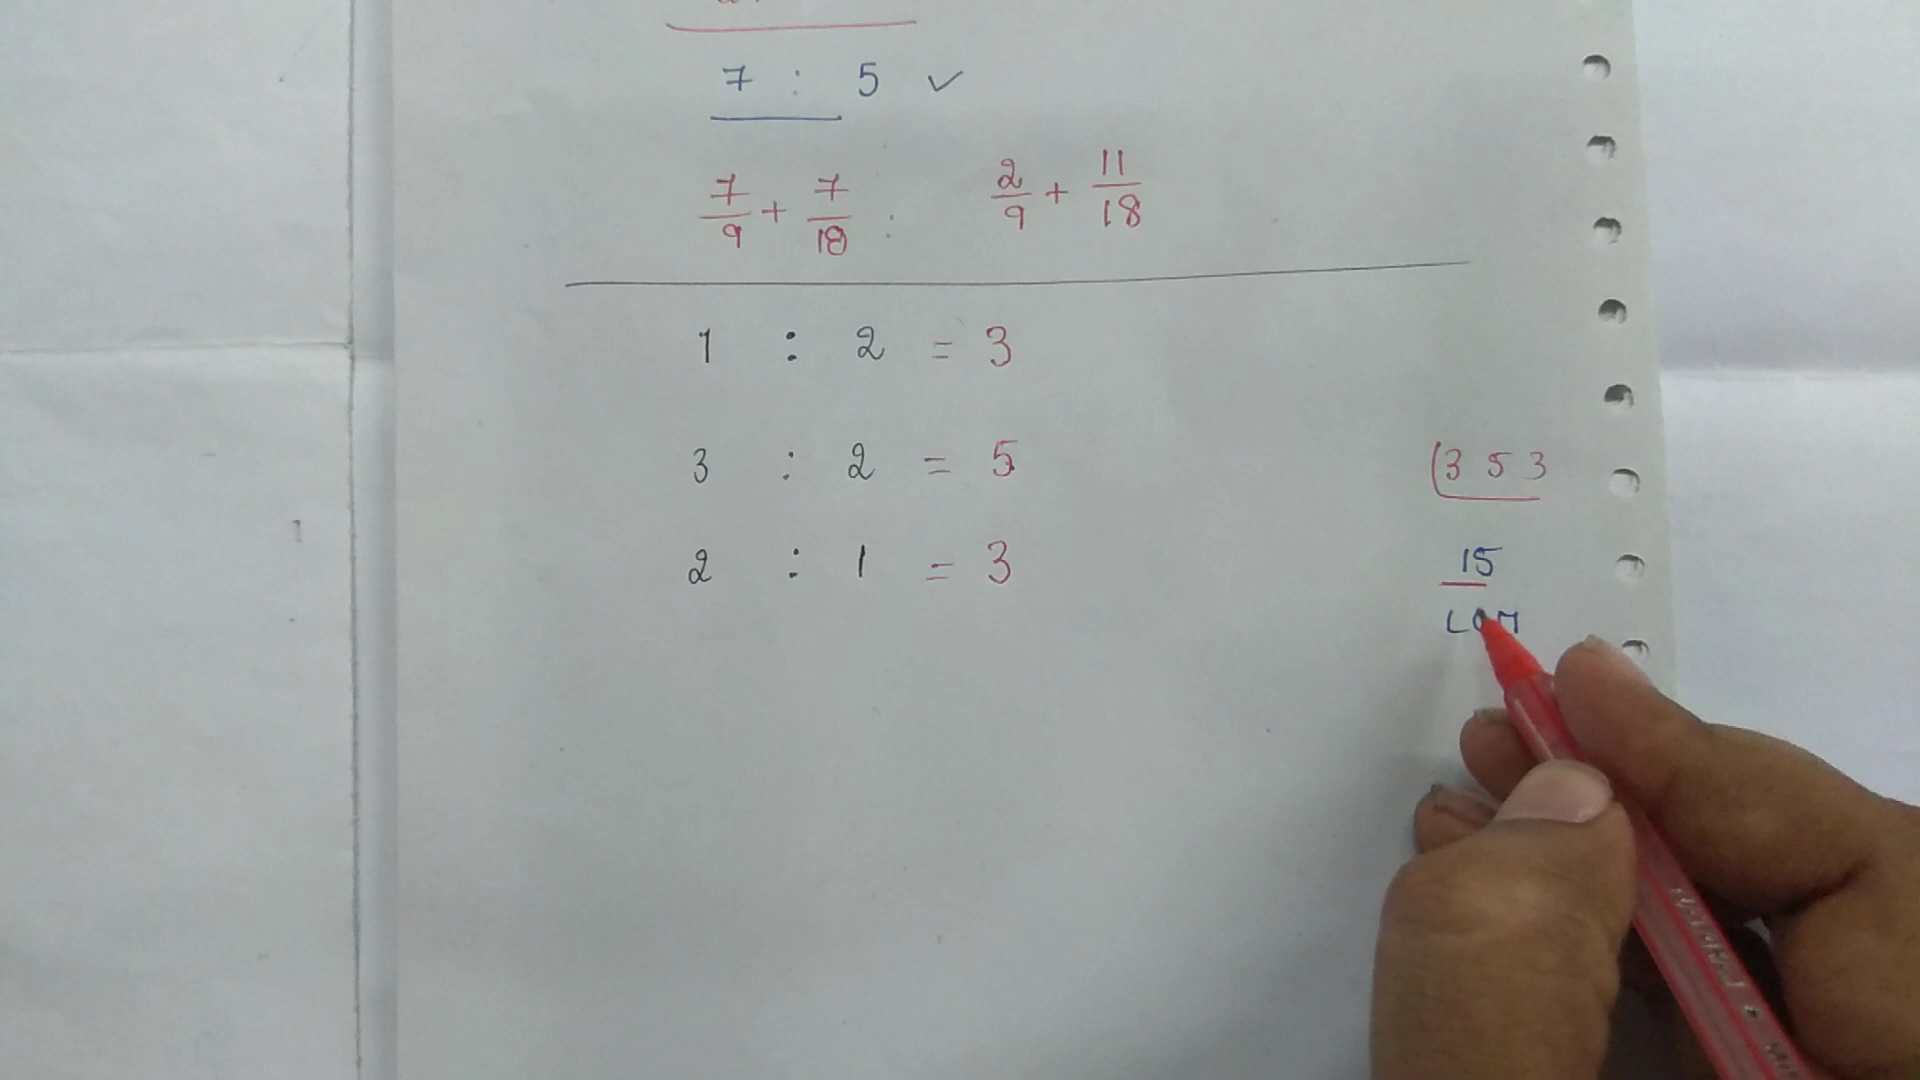 7 : 5 ✓
7/9 + 7/18 : 2/9 + 11/18
1 : 2 = 3
3 : 2 = 5
2 : 1 = 3
(3 5 3
15
LCM